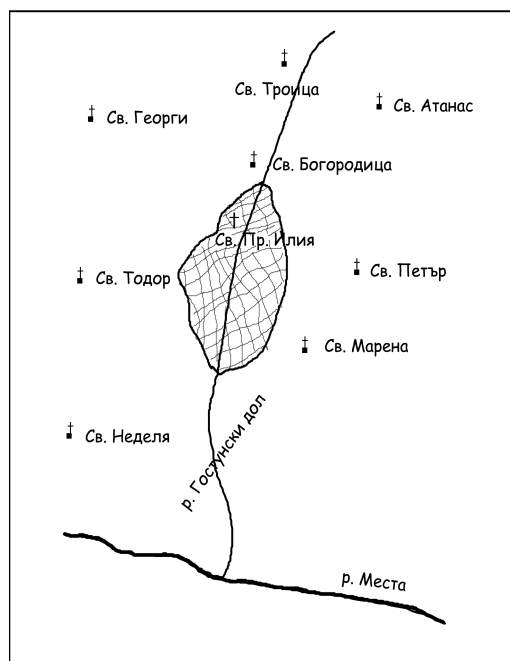 Св. Троица
Св. Георги
Св. Атанас
Св. Богородица
Св. Пр. Илия
Св. Тодор
Св. Петър
Св. Марена
Св. Неделя
р. Гостунски дол
р. Места